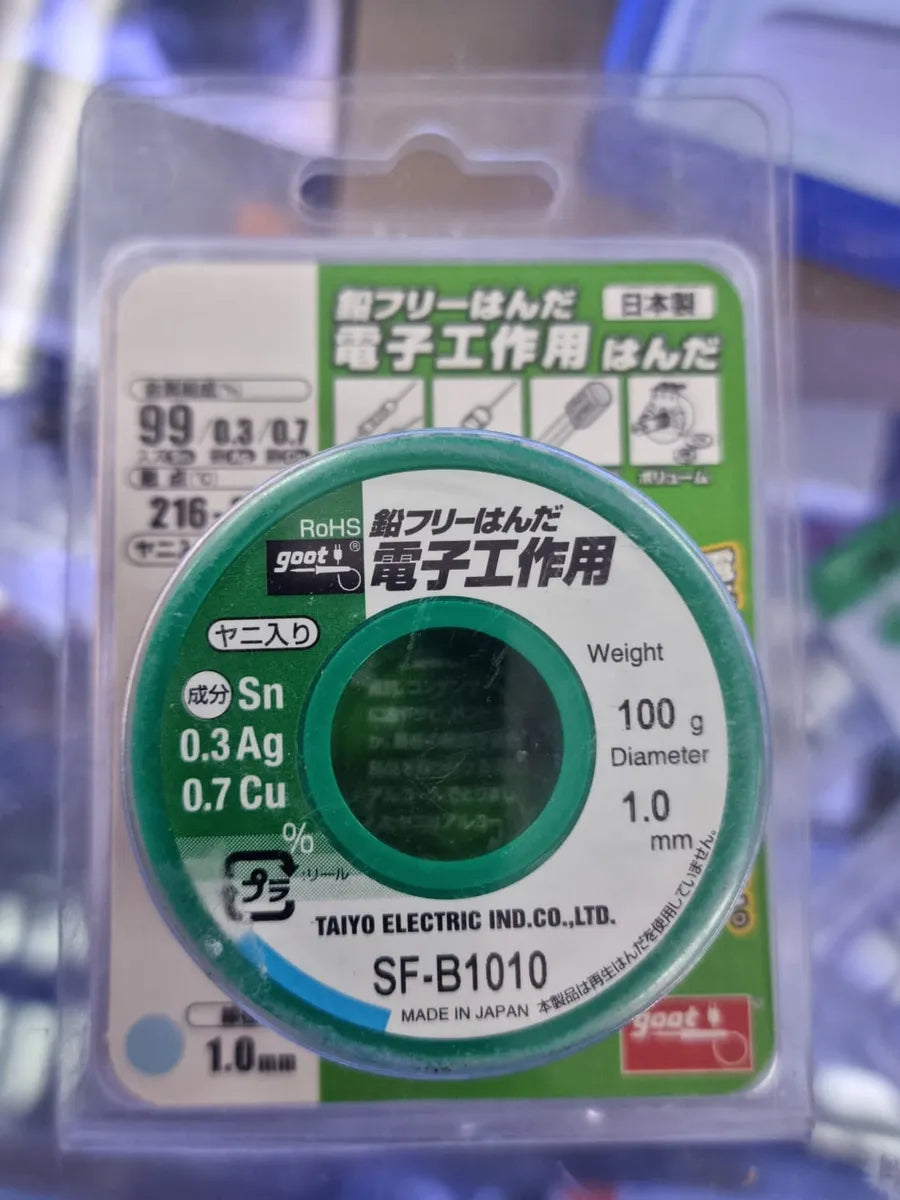 鉛フリーはんだ
日本製
電子工作用 はんだ
ボリューム
99/0.3/0.7
216-
ヤニ入
RoHS
goot®
鉛フリーはんだ
電子工作用
ヤニ入り
成分 Sn
0.3 Ag
0.7 Cu
%
Weight
100 g
Diameter
1.0
mm
プラ
:リール
TAIYO ELECTRIC IND.CO.,LTD.
SF-B1010
MADE IN JAPAN
本製品は再生はんだを使用していません。
1.0mm
goot